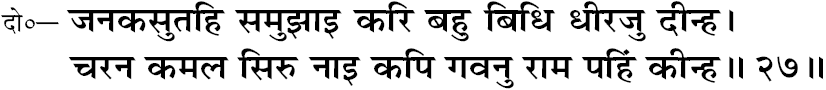 दो०— जनकसुतहि समुझाइ करि बहु बिधि धीरजु दीन्ह।
चरन कमल सिरु नाइ कपि गवनु राम पहिं कीन्ह॥ २७॥